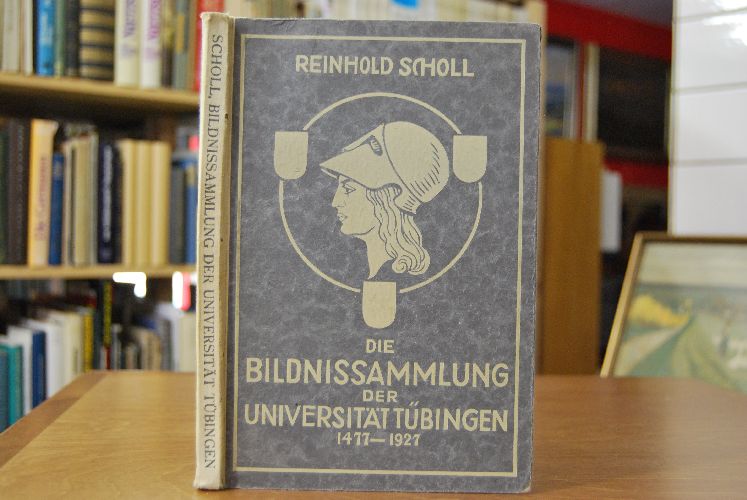 REINHOLD SCHOLL
DIE
BILDNISSAMMLUNG
DER
UNIVERSITÄT TÜBINGEN
1477—1927
SCHOLL, BILDNISSAMMLUNG DER UNIVERSITÄT TÜBINGEN